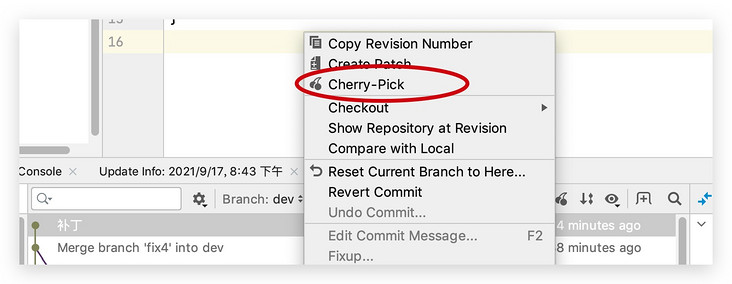 15 }
16
Copy Revision Number
Create Patch
Cherry-Pick
Checkout
Show Repository at Revision
Compare with Local
Console × Update Info: 2021/9/17, 8:43 下午 ×
Reset Current Branch to Here...
Branch: dev
Revert Commit
Undo Commit...
补丁
4 minutes ago
Edit Commit Message... F2
Merge branch 'fix4' into dev
8 minutes ago
Fixup...